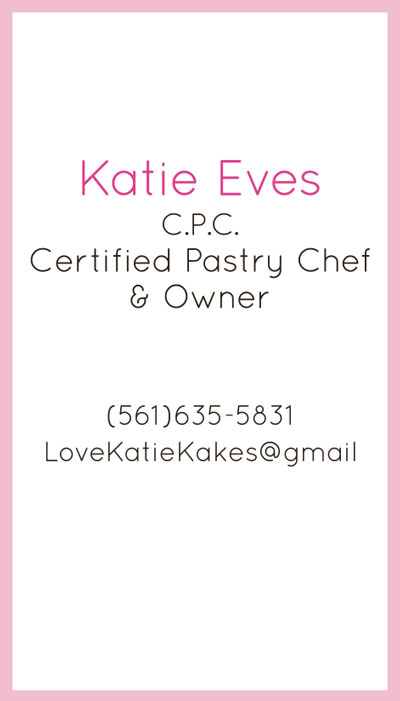 Katie Eves
C.P.C.
Certified Pastry Chef
& Owner
(561)635-5831
LoveKatieKakes@gmail